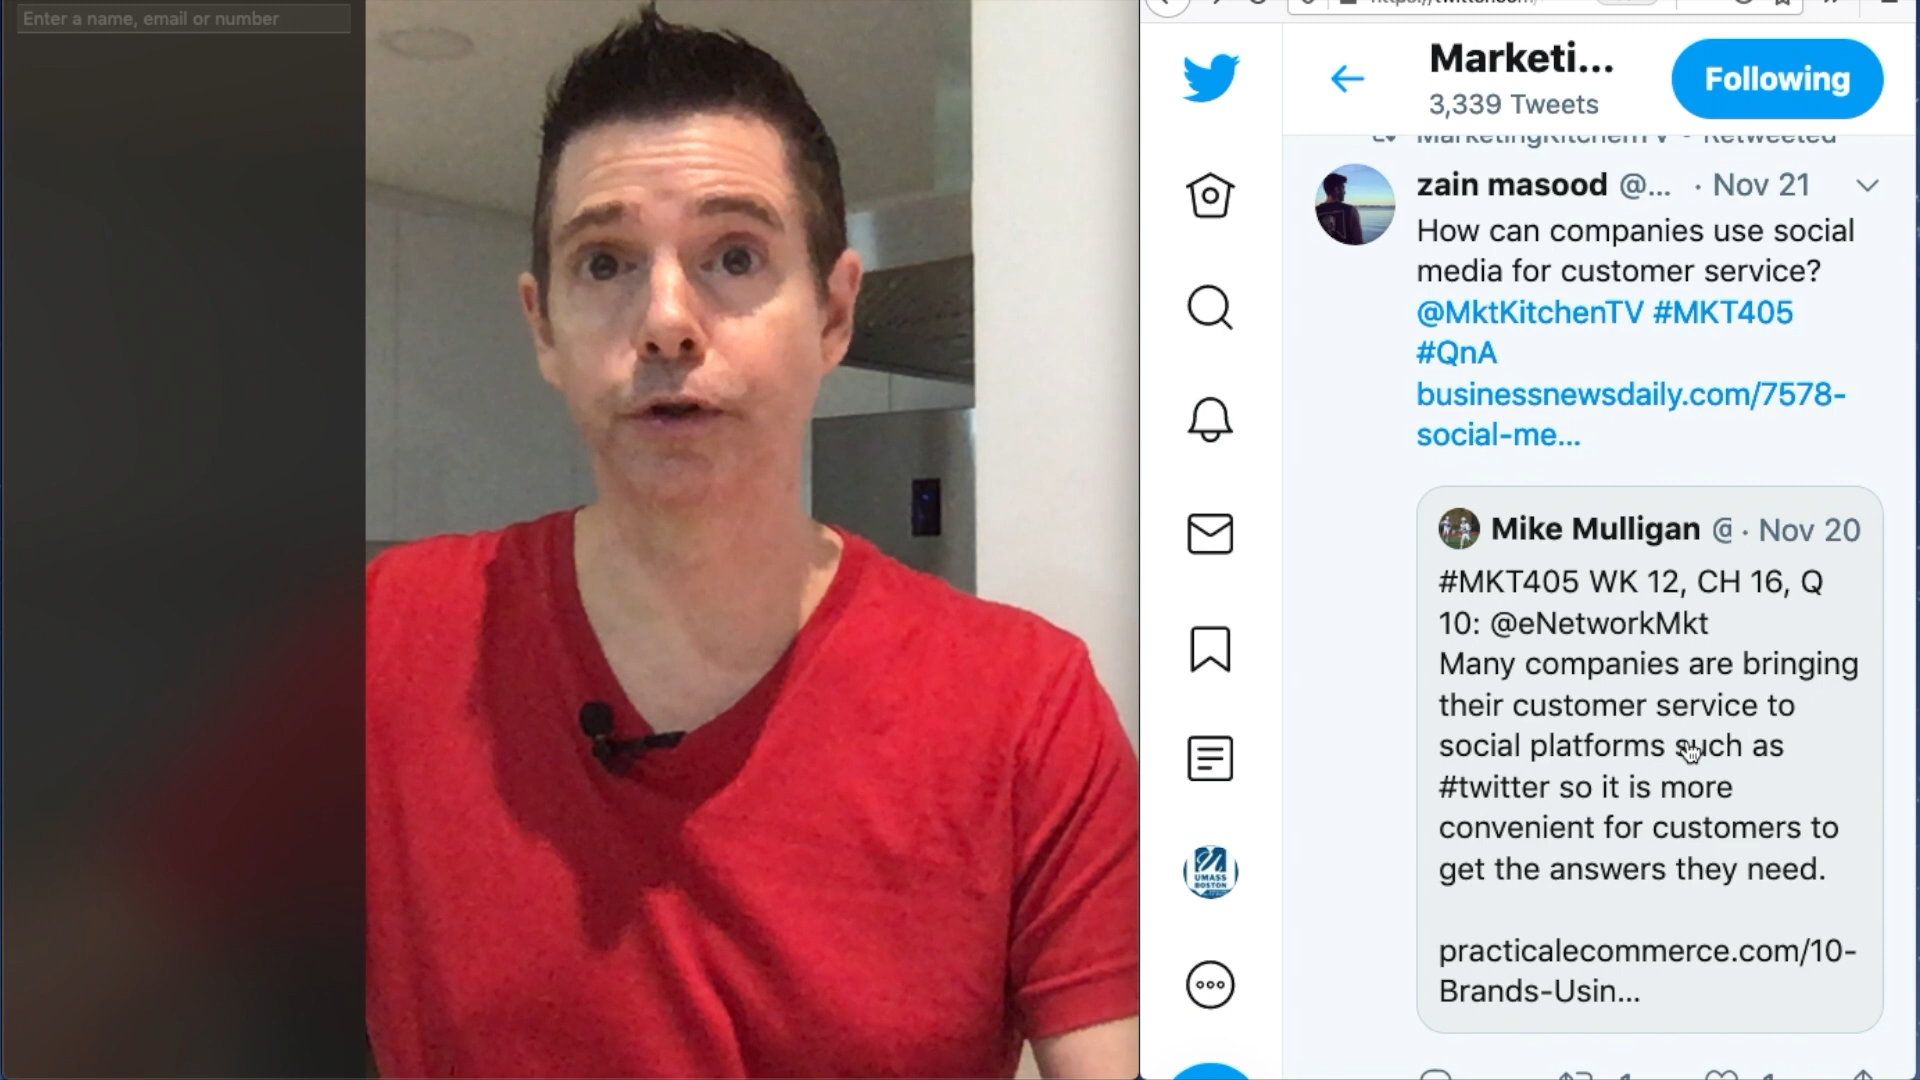 Enter a name, email or number
Marketi...
3,339 Tweets
Following
MarketingKitchenTV - Retweeted
zain masood @... · Nov 21
How can companies use social
media for customer service?
@MktKitchenTV #MKT405
#QnA
businessnewsdaily.com/7578-
social-me...
Mike Mulligan @ · Nov 20
#MKT405 WK 12, CH 16, Q
10: @eNetworkMkt
Many companies are bringing
their customer service to
social platforms such as
#twitter so it is more
convenient for customers to
get the answers they need.
practicalecommerce.com/10-
Brands-Usin...
UMASS
BOSTON